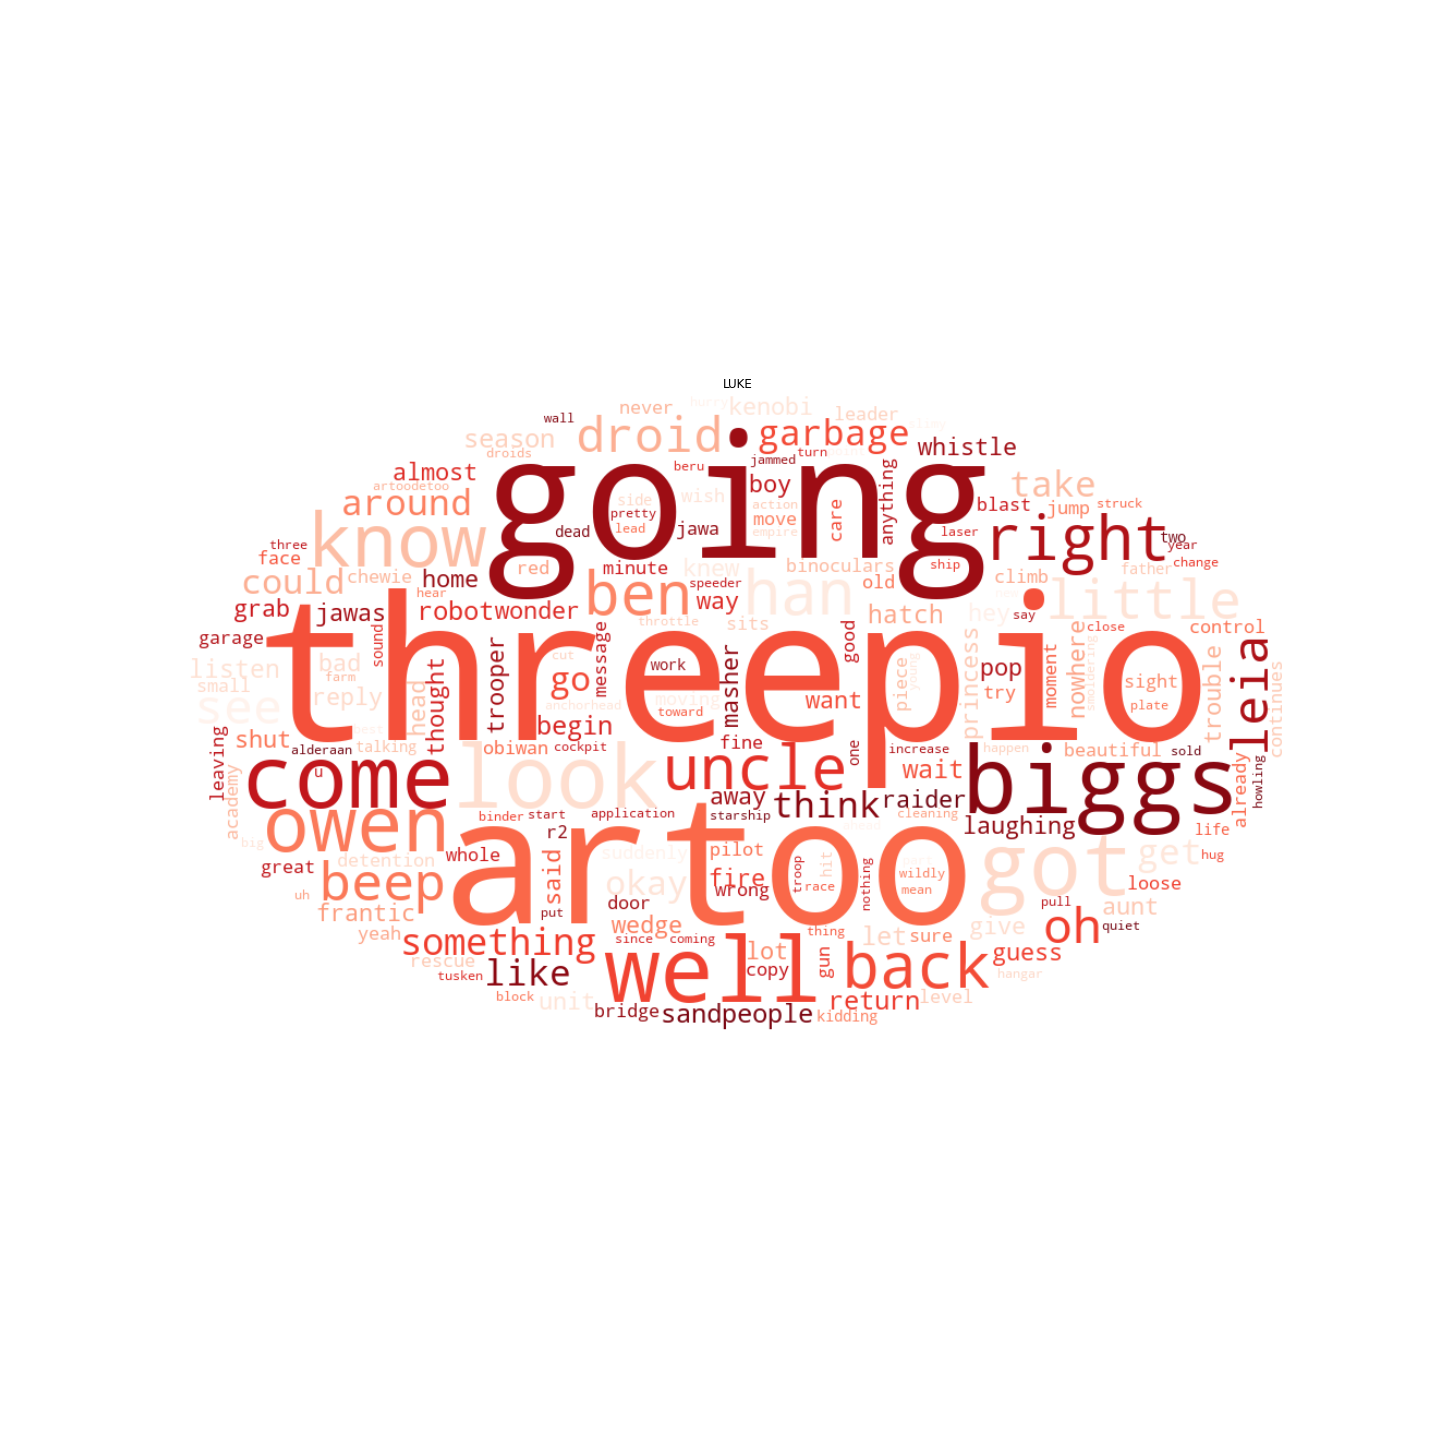 LUKE
hurry
never
kenobi
leader
wall
droid
garbage
slimy
season
whistle
droids
going
turn
jammed
beru
almost
artoodetoo
boy
anything
take
around
side
wish
action
blast
jump
struck
know
pretty
move
care
lead
dead
jawa
empire
laser
right
two
three
year
face
red
minute
knew
binoculars
ship
climb
father
change
could
chewie
home
speeder
old
hear
ben
way
han
little
grab
jawas
robot
wonder
hatch
hey
say
throttle
sits
close
control
garage
sound
threepio
good
princess
nowhere
leia
listen
bad
farm
thought
trooper
cut
work
message
masher
piece
young
pop
moment
smoldering
sight
trouble
continues
small
reply
head
go
moving
want
try
plate
anchorhead
toward
see
begin
shut
leaving
alderaan
talking
obiwan
cockpit
fine
one
increase
happen
beautiful
sold
come
look
uncle
wait
biggs
already
howling
academy
away
think
raider
binder
start
application
starship
cleaning
owen
artoo
r2
laughing
life
big
great
detention
whole
suddenly
pilot
hit
got
get
hug
uh
beep
said
okay
fire
wrong
troop
race
nothing
wildly
mean
loose
door
put
pull
aunt
frantic
yeah
wedge
thing
let
sure
give
oh
quiet
something
since
coming
well
lot
copy
gun
back
guess
rescue
tusken
like
hangar
block
unit
return
level
bridge
sandpeople
kidding